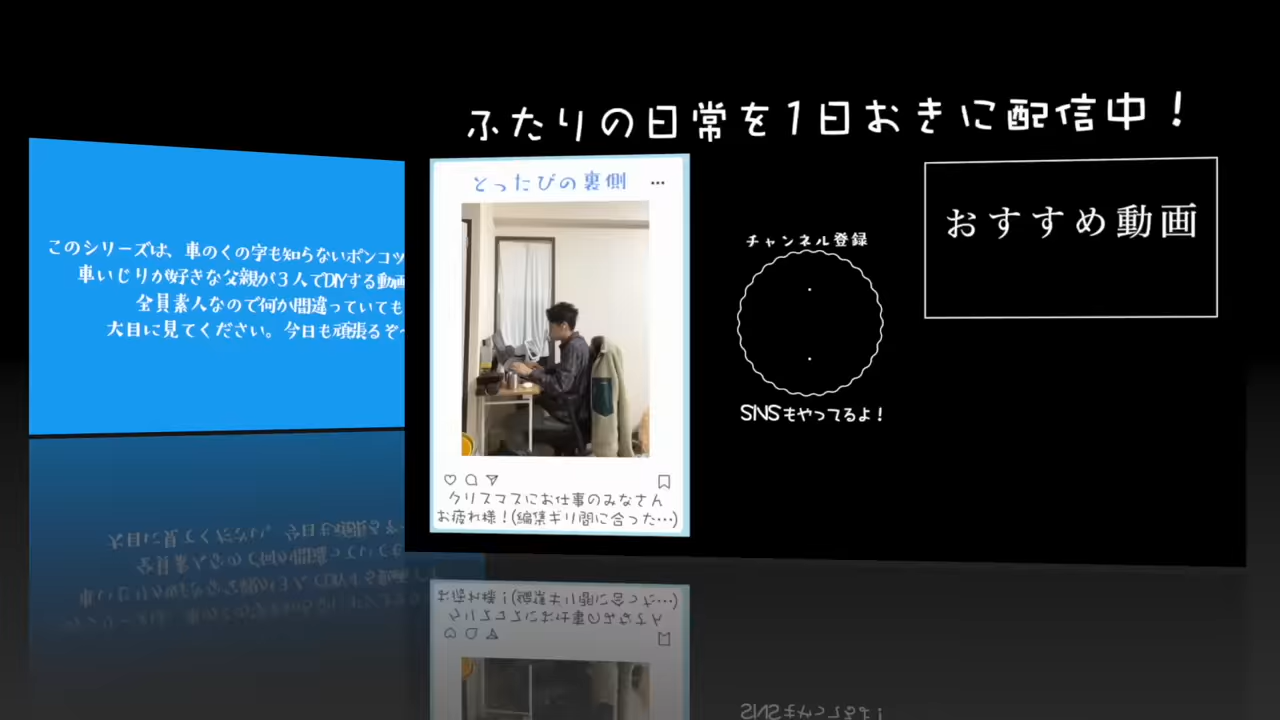 ふたりの日常を1日おきに配信中！
このシリーズは、車のくの字も知らないポンコツ
車いじりが好きな父親が３人でDIYする動画
全員素人なので何か間違っていても
大目に見てください。今日も頑張るぞ〜
とったびの裏側
クリスマスにお仕事のみなさん
お疲れ様！(編集ギリ間に合った…)
チャンネル登録
SNSもやってるよ！
おすすめ動画